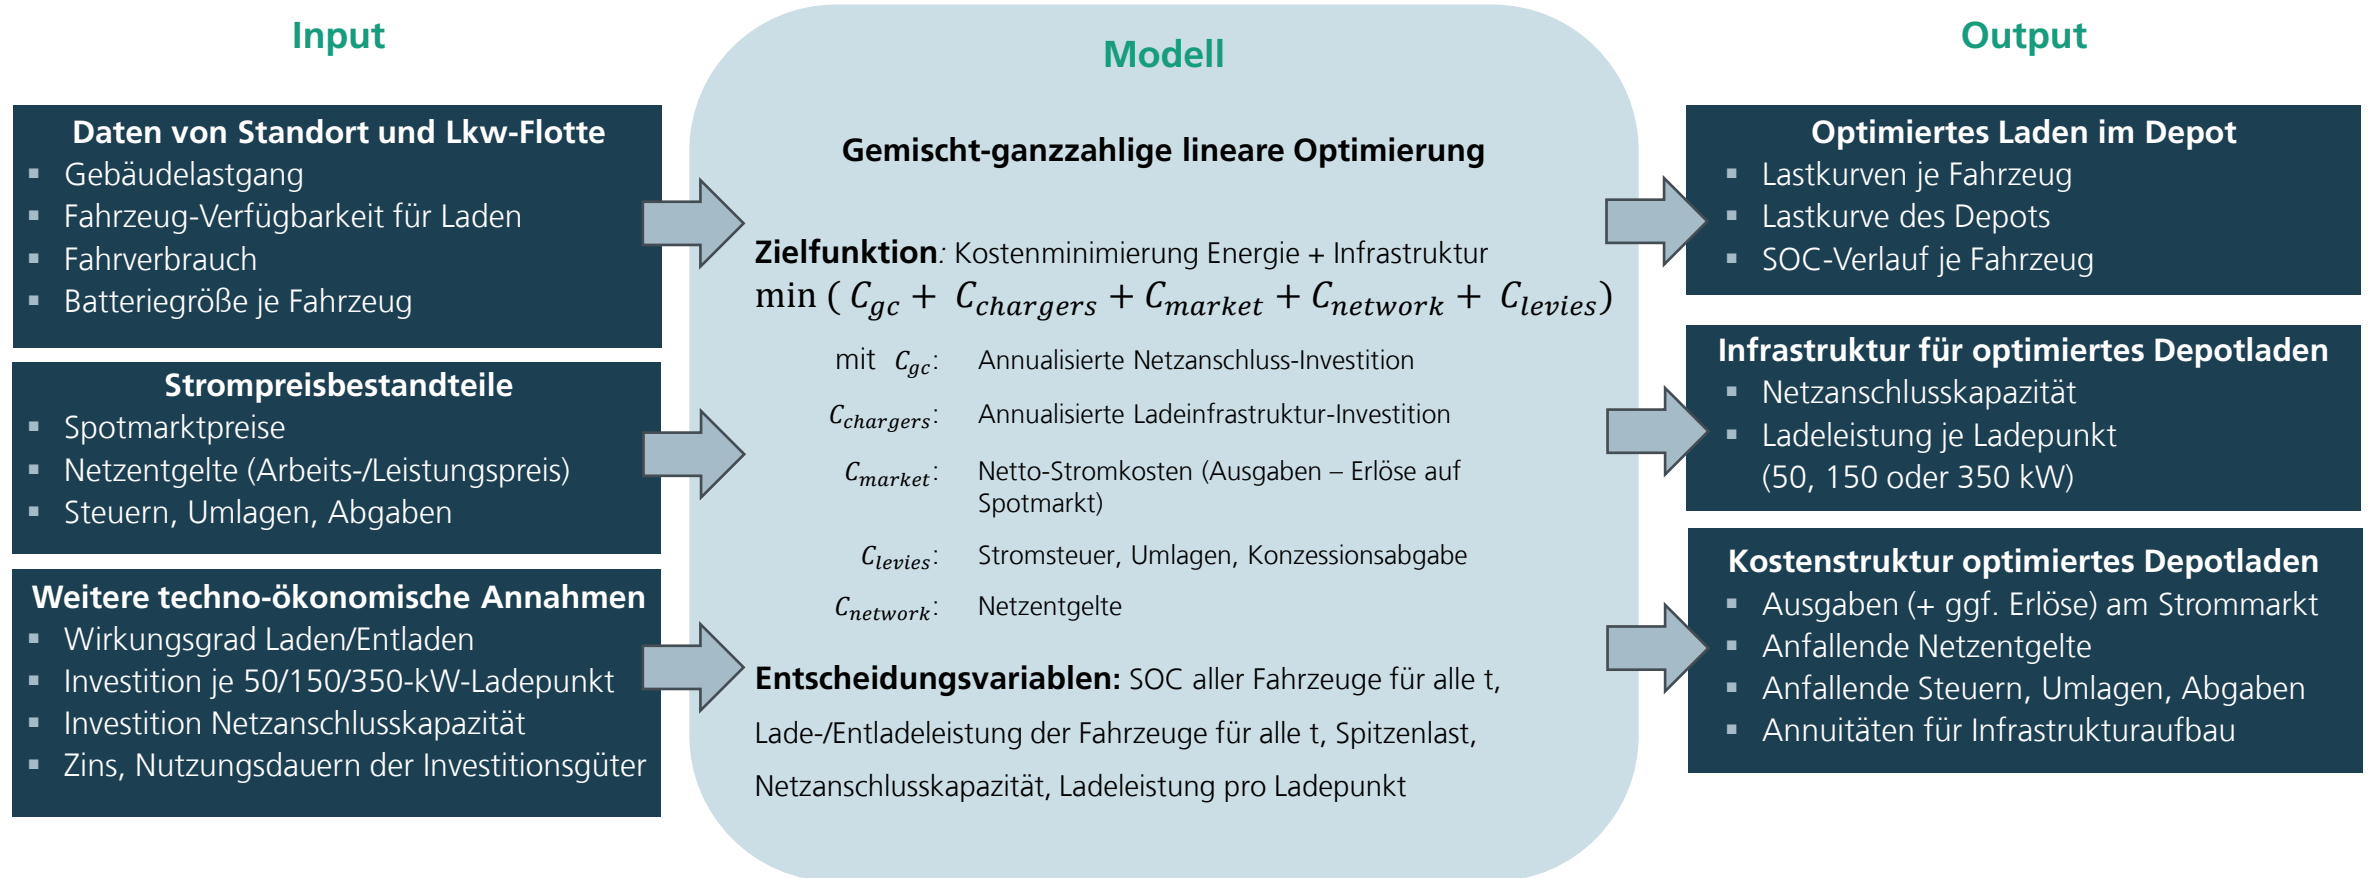 Input
Daten von Standort und Lkw-Flotte
▪ Gebäudelastgang
▪ Fahrzeug-Verfügbarkeit für Laden
▪ Fahrverbrauch
▪ Batteriegröße je Fahrzeug
Strompreisbestandteile
▪ Spotmarktpreise
▪ Netzentgelte (Arbeits-/Leistungspreis)
▪ Steuern, Umlagen, Abgaben
Weitere techno-ökonomische Annahmen
▪ Wirkungsgrad Laden/Entladen
▪ Investition je 50/150/350-kW-Ladepunkt
▪ Investition Netzanschlusskapazität
▪ Zins, Nutzungsdauern der Investitionsgüter
Modell
Gemischt-ganzzahlige lineare Optimierung
Zielfunktion: Kostenminimierung Energie + Infrastruktur
min ( C_gc + C_chargers + C_market + C_network + C_levies)
mit C_gc: Annualisierte Netzanschluss-Investition
C_chargers: Annualisierte Ladeinfrastruktur-Investition
C_market: Netto-Stromkosten (Ausgaben – Erlöse auf
Spotmarkt)
C_levies: Stromsteuer, Umlagen, Konzessionsabgabe
C_network: Netzentgelte
Entscheidungsvariablen: SOC aller Fahrzeuge für alle t,
Lade-/Entladeleistung der Fahrzeuge für alle t, Spitzenlast,
Netzanschlusskapazität, Ladeleistung pro Ladepunkt
Output
Optimiertes Laden im Depot
▪ Lastkurven je Fahrzeug
▪ Lastkurve des Depots
▪ SOC-Verlauf je Fahrzeug
Infrastruktur für optimiertes Depotladen
▪ Netzanschlusskapazität
▪ Ladeleistung je Ladepunkt
(50, 150 oder 350 kW)
Kostenstruktur optimiertes Depotladen
▪ Ausgaben (+ ggf. Erlöse) am Strommarkt
▪ Anfallende Netzentgelte
▪ Anfallende Steuern, Umlagen, Abgaben
▪ Annuitäten für Infrastrukturaufbau